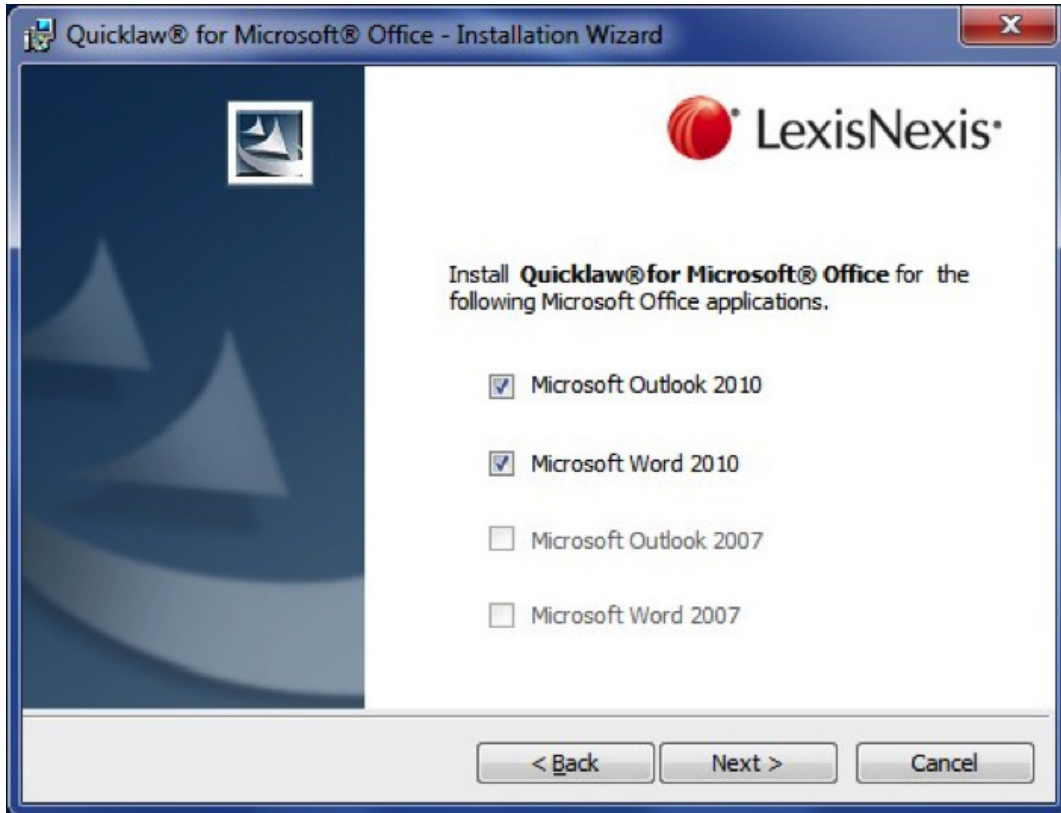 Quicklaw® for Microsoft® Office - Installation Wizard
LexisNexis®
Install Quicklaw®for Microsoft® Office for the
following Microsoft Office applications.
Microsoft Outlook 2010
Microsoft Word 2010
Microsoft Outlook 2007
Microsoft Word 2007
< Back Next > Cancel